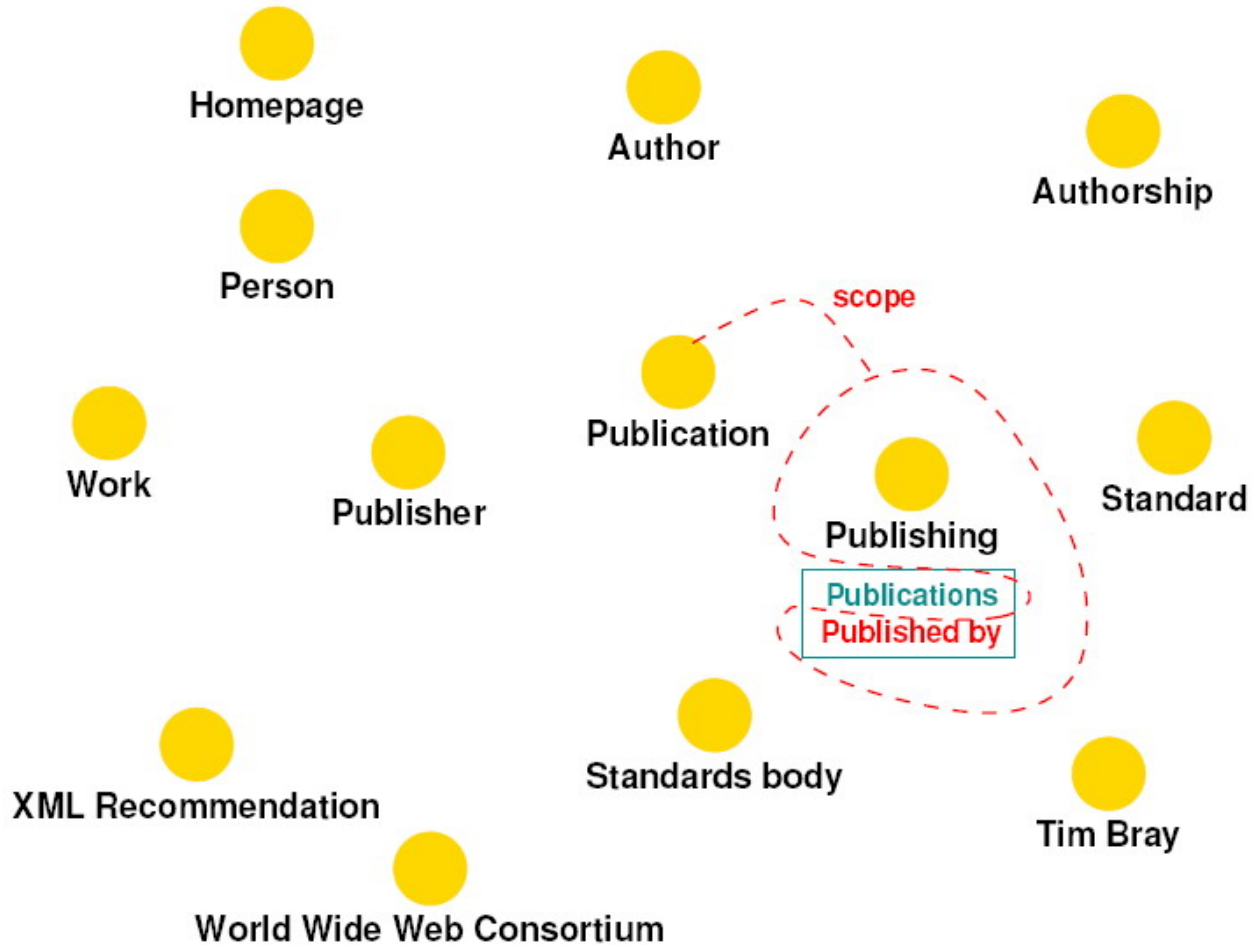 Homepage
Author
Authorship
Person
scope
Publication
Work
Publisher
Standard
Publishing
Publications
Published by
Standards body
XML Recommendation
Tim Bray
World Wide Web Consortium